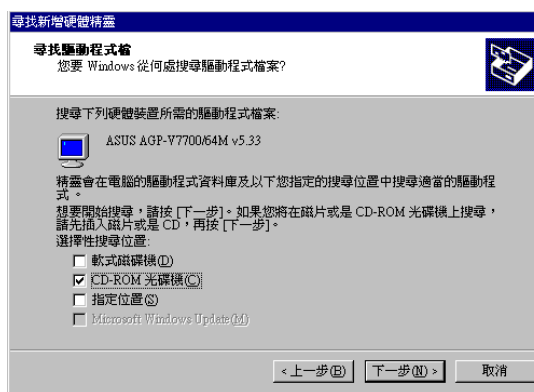 尋找新增硬體精靈
尋找驅動程式檔
您要 Windows 從何處搜尋驅動程式檔案?
搜尋下列硬體裝置所需的驅動程式檔案:
ASUS AGP-V7700/64M v5.33
精靈會在電腦的驅動程式資料庫及以下您指定的搜尋位置中搜尋適當的驅動程
式。
想要開始搜尋，請按 [下一步]。如果您將在磁片或是 CD-ROM 光碟機上搜尋，
請先插入磁片或是 CD，再按 [下一步]。
選擇性搜尋位置:
軟式磁碟機(D)
CD-ROM 光碟機(C)
指定位置(S)
Microsoft Windows Update(M)
<上一步(B) 下一步(N)> 取消